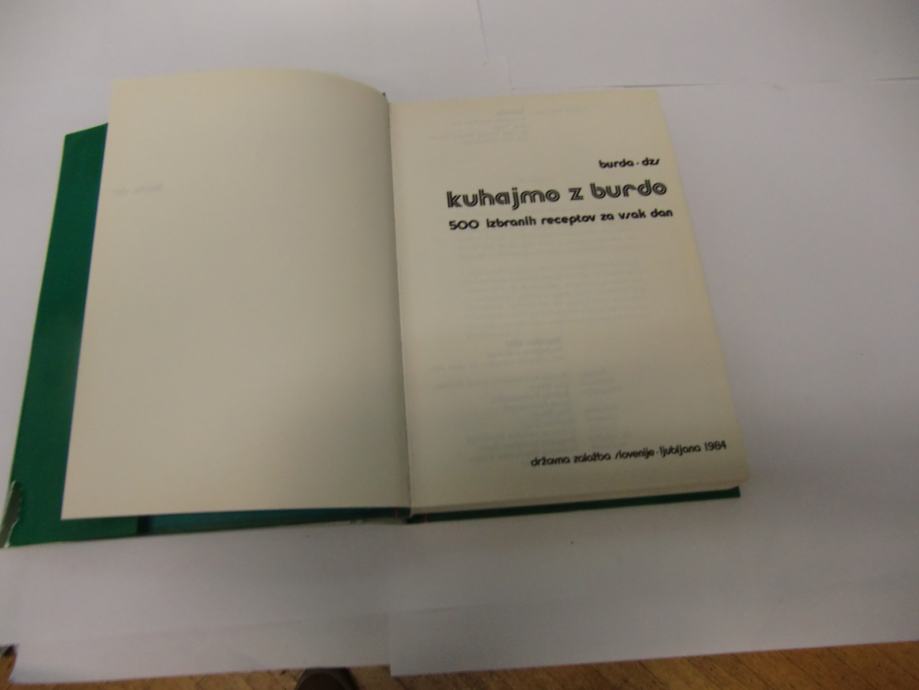 burda • dzs
kuhajmo z burdo
500 izbranih receptov za vsak dan
državna založba slovenije • ljubljana 1984